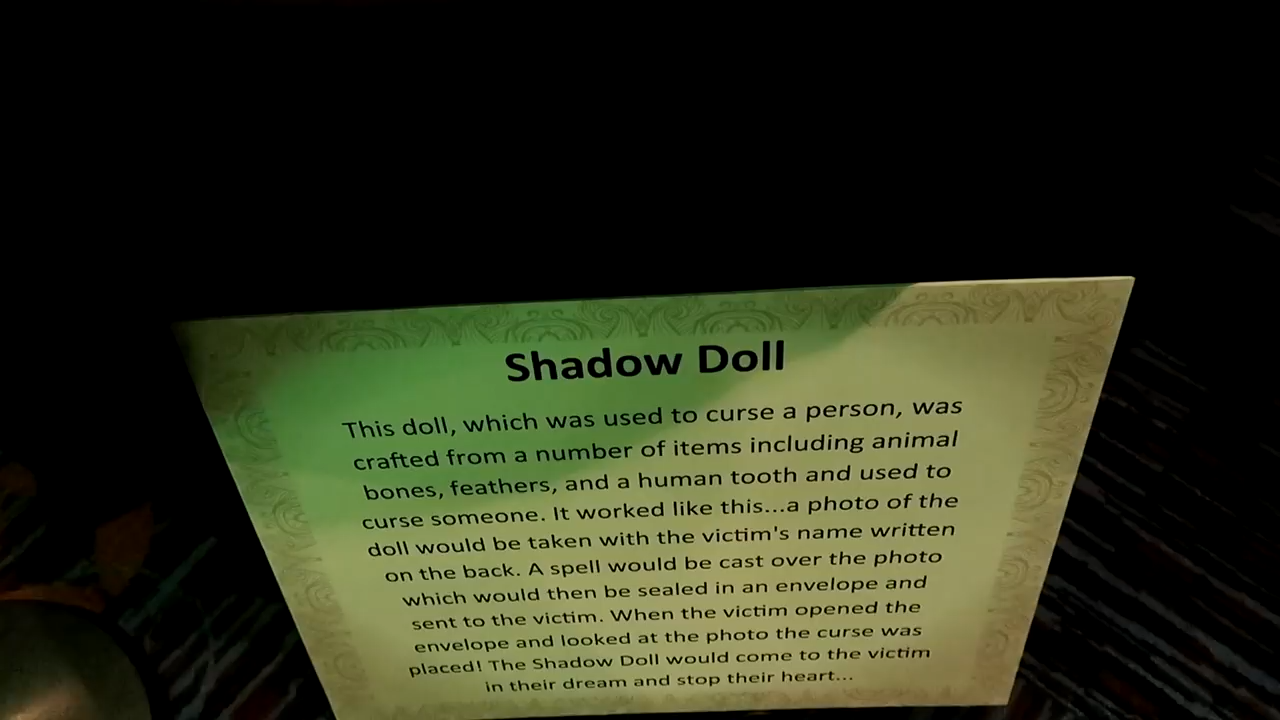 Shadow Doll
This doll, which was used to curse a person, was
crafted from a number of items including animal
bones, feathers, and a human tooth and used to
curse someone. It worked like this...a photo of the
doll would be taken with the victim's name written
on the back. A spell would be cast over the photo
which would then be sealed in an envelope and
sent to the victim. When the victim opened the
envelope and looked at the photo the curse was
placed! The Shadow Doll would come to the victim
in their dream and stop their heart...